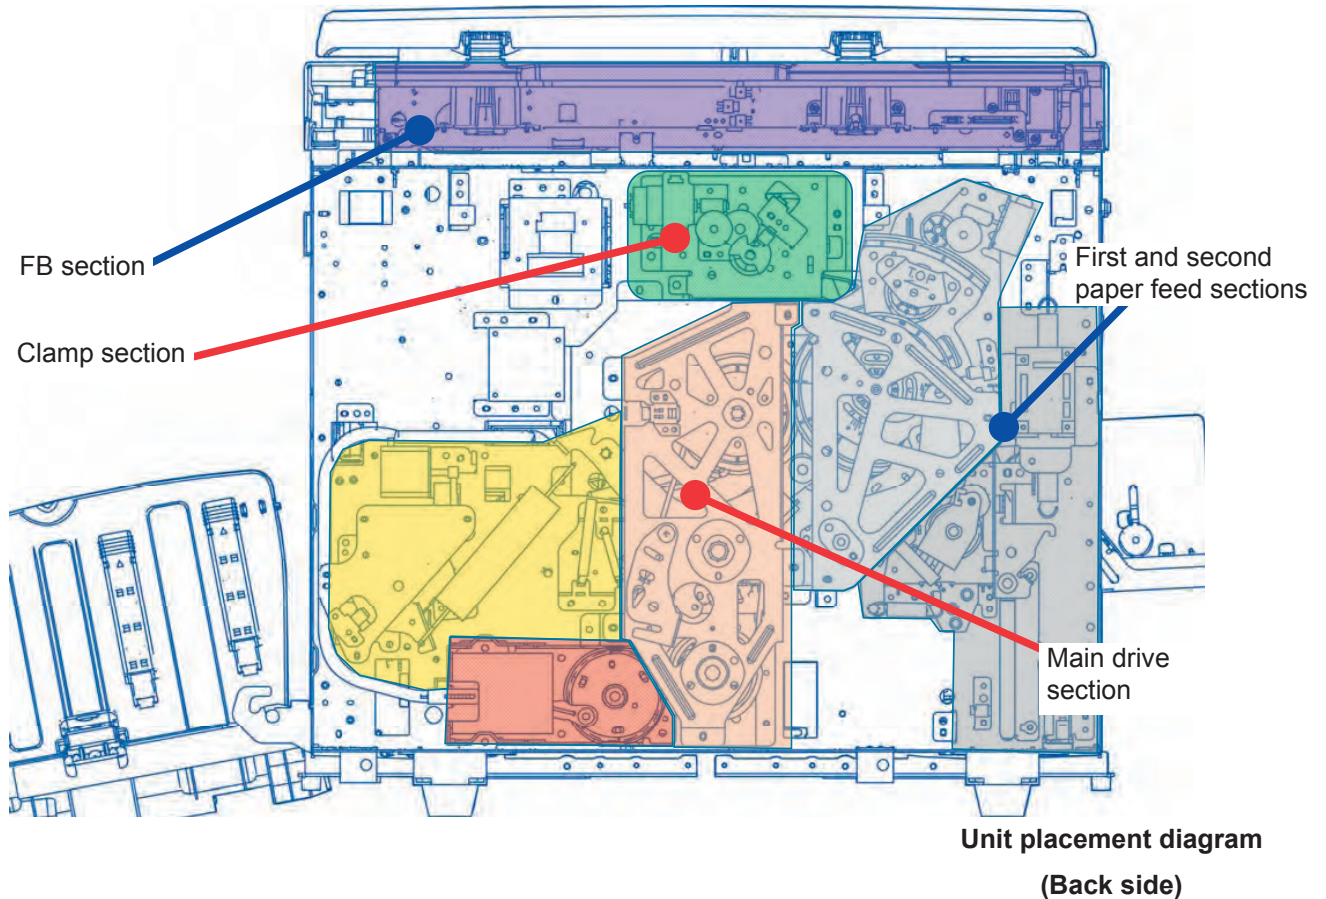 FB section
Clamp section
TOP
First and second
paper feed sections
Main drive
section
Unit placement diagram
(Back side)